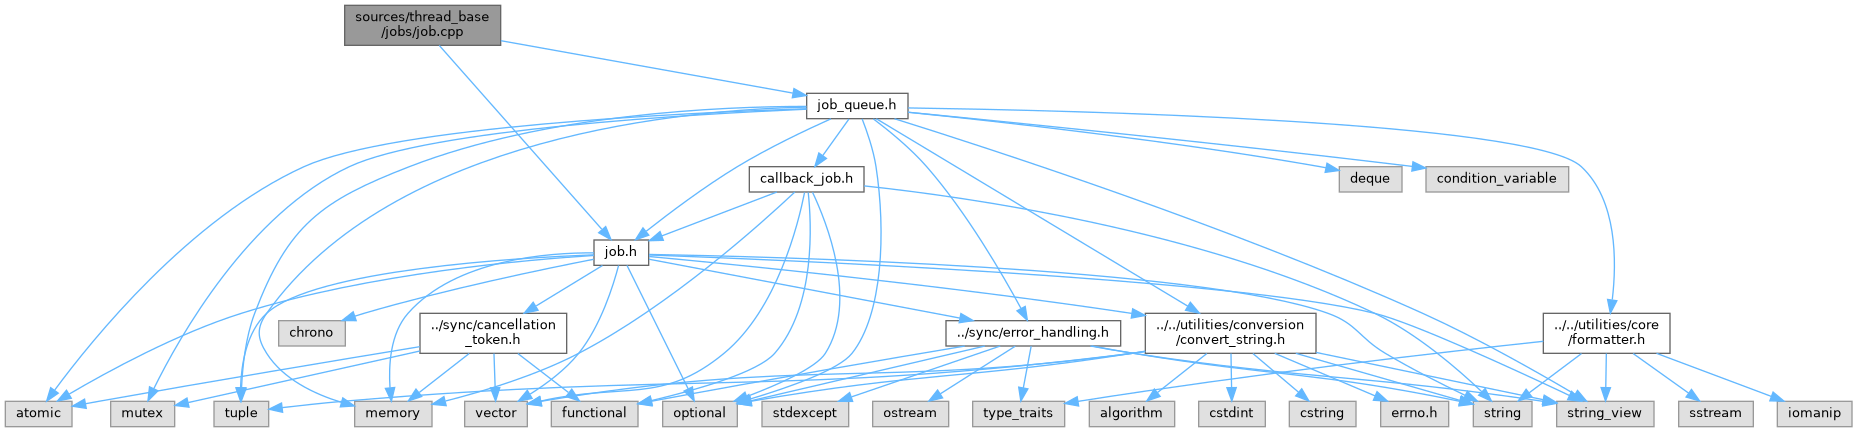 sources/thread_base
/jobs/job.cpp
job_queue.h
callback_job.h
deque
condition_variable
job.h
chrono
../sync/cancellation
_token.h
../sync/error_handling.h
../../utilities/conversion
/convert_string.h
../../utilities/core
/formatter.h
atomic
mutex
tuple
memory
vector
functional
optional
stdexcept
ostream
type_traits
algorithm
cstdint
cstring
errno.h
string
string_view
sstream
iomanip